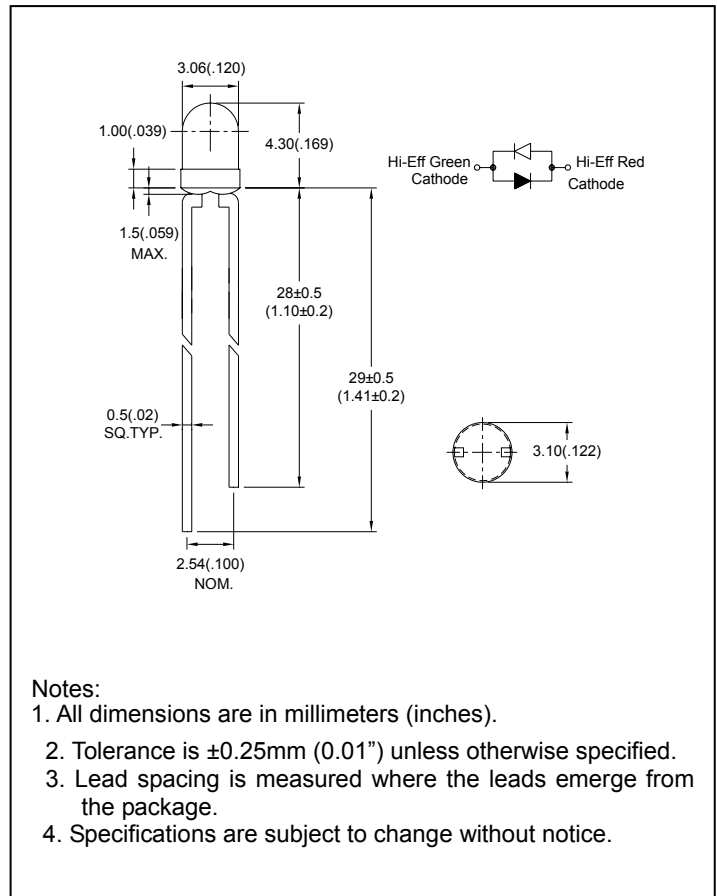 3.06(.120)
1.00(.039)
4.30(.169)
Hi-Eff Green
Cathode
Hi-Eff Red
Cathode
1.5(.059)
MAX.
28±0.5
(1.10±0.2)
29±0.5
(1.41±0.2)
0.5(.02)
SQ.TYP.
3.10(.122)
2.54(.100)
NOM.
Notes:
1. All dimensions are in millimeters (inches).
2. Tolerance is ±0.25mm (0.01”) unless otherwise specified.
3. Lead spacing is measured where the leads emerge from
the package.
4. Specifications are subject to change without notice.